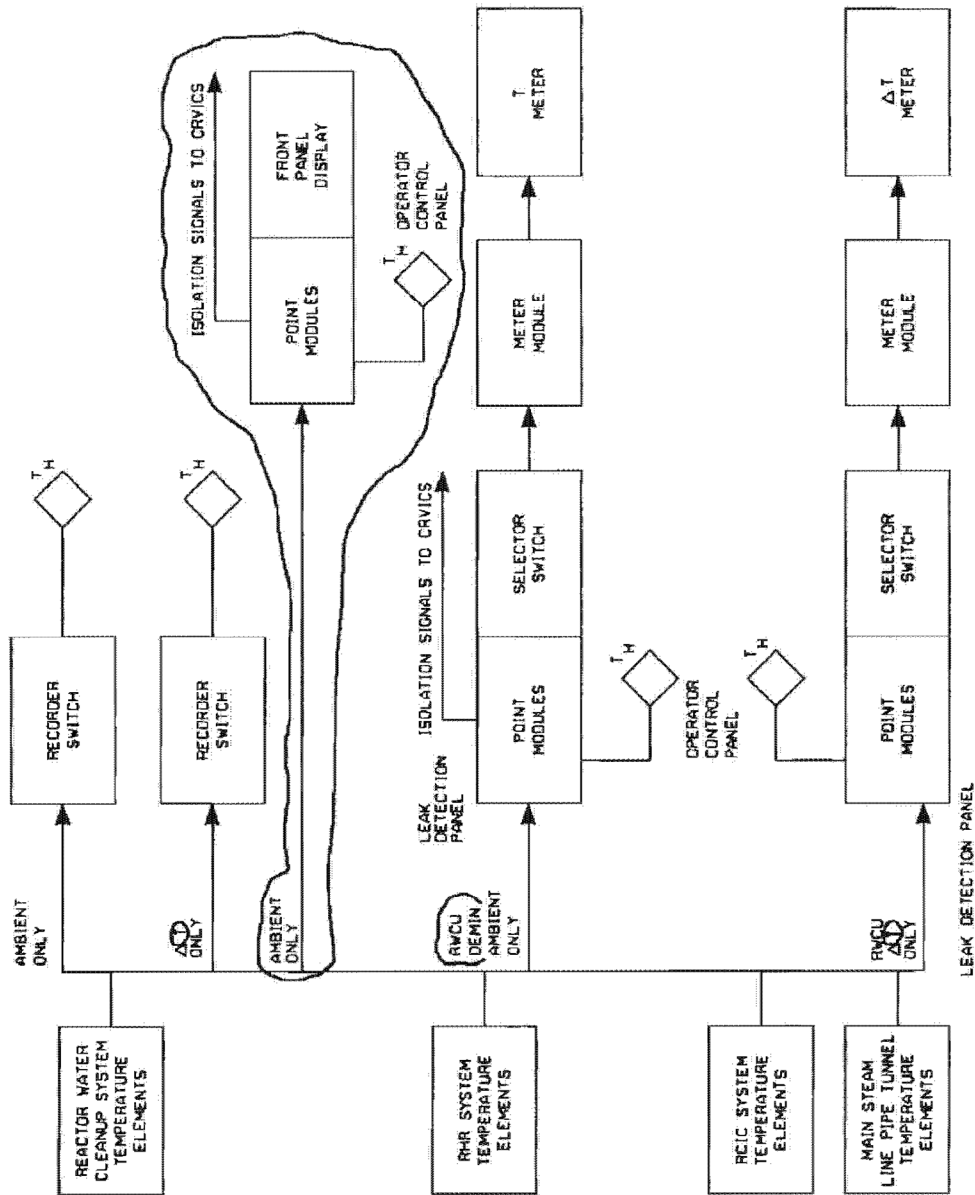 REACTOR WATER
CLEANUP SYSTEM
TEMPERATURE
ELEMENTS
RHR SYSTEM
TEMPERATURE
ELEMENTS
RCIC SYSTEM
TEMPERATURE
ELEMENTS
MAIN STEAM
LINE PIPE TUNNEL
TEMPERATURE
ELEMENTS
AMBIENT
ONLY
RECORDER
SWITCH
T
H
ΔT
ONLY
RECORDER
SWITCH
T
H
AMBIENT
ONLY
ISOLATION SIGNALS TO CRVICS
POINT
MODULES
FRONT
PANEL
DISPLAY
T
H
OPERATOR
CONTROL
PANEL
RWCU
DEMIN
AMBIENT
ONLY
LEAK
DETECTION
PANEL
ISOLATION SIGNALS TO CRVICS
POINT
MODULES
SELECTOR
SWITCH
METER
MODULE
T
METER
T
H
OPERATOR
CONTROL
PANEL
T
H
RWCU
ΔT
ONLY
POINT
MODULES
SELECTOR
SWITCH
METER
MODULE
ΔT
METER
LEAK DETECTION PANEL